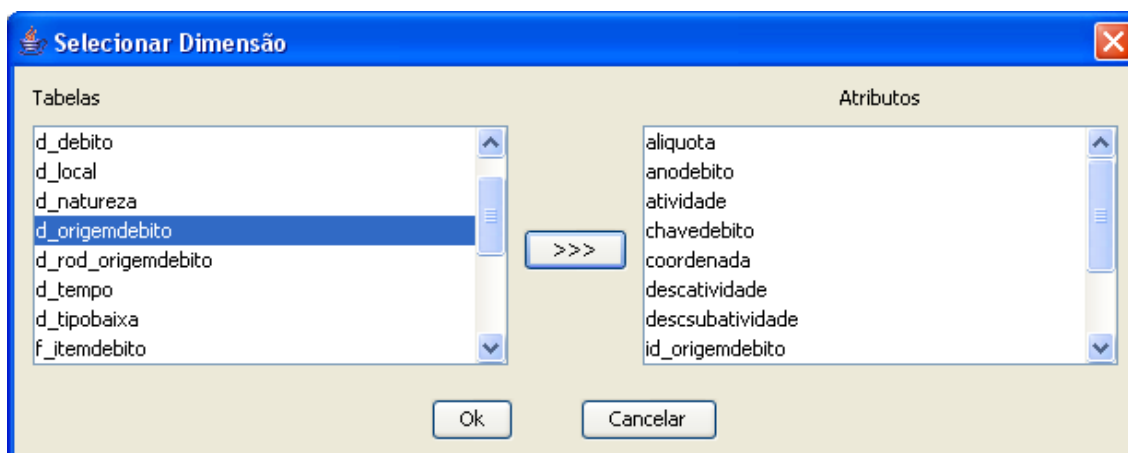 Selecionar Dimensão
Tabelas
Atributos
d_debito
d_local
d_natureza
d_origemdebito
d_rod_origemdebito
d_tempo
d_tipobaixa
f_itemdebito
>>>
aliquota
anodebito
atividade
chavedebito
coordenada
descatividade
descsubatividade
id_origemdebito
Ok
Cancelar